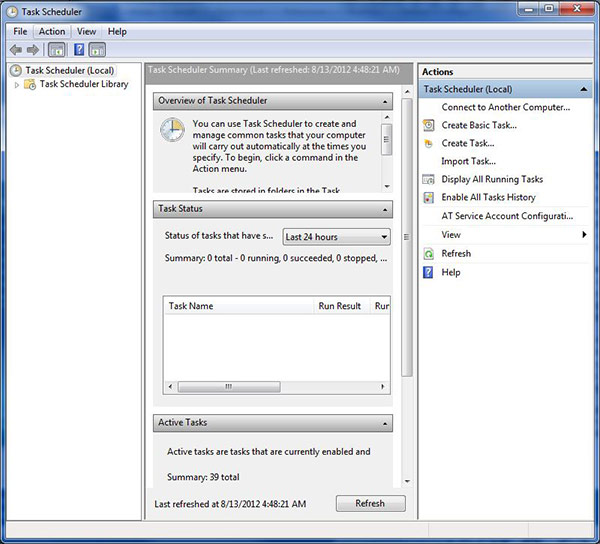 Task Scheduler
File Action View Help
Task Scheduler (Local)
Task Scheduler Library
Task Scheduler Summary (Last refreshed: 8/13/2012 4:48:21 AM)
Overview of Task Scheduler
You can use Task Scheduler to create and
manage common tasks that your computer
will carry out automatically at the times you
specify. To begin, click a command in the
Action menu.
Tasks are stored in folders in the Task
Task Status
Status of tasks that have s... Last 24 hours
Summary: 0 total - 0 running, 0 succeeded, 0 stopped, ...
Task Name Run Result Rur
Active Tasks
Active tasks are tasks that are currently enabled and
Summary: 39 total
Last refreshed at 8/13/2012 4:48:21 AM Refresh
Actions
Task Scheduler (Local)
Connect to Another Computer...
Create Basic Task...
Create Task...
Import Task...
Display All Running Tasks
Enable All Tasks History
AT Service Account Configurati...
View
Refresh
Help